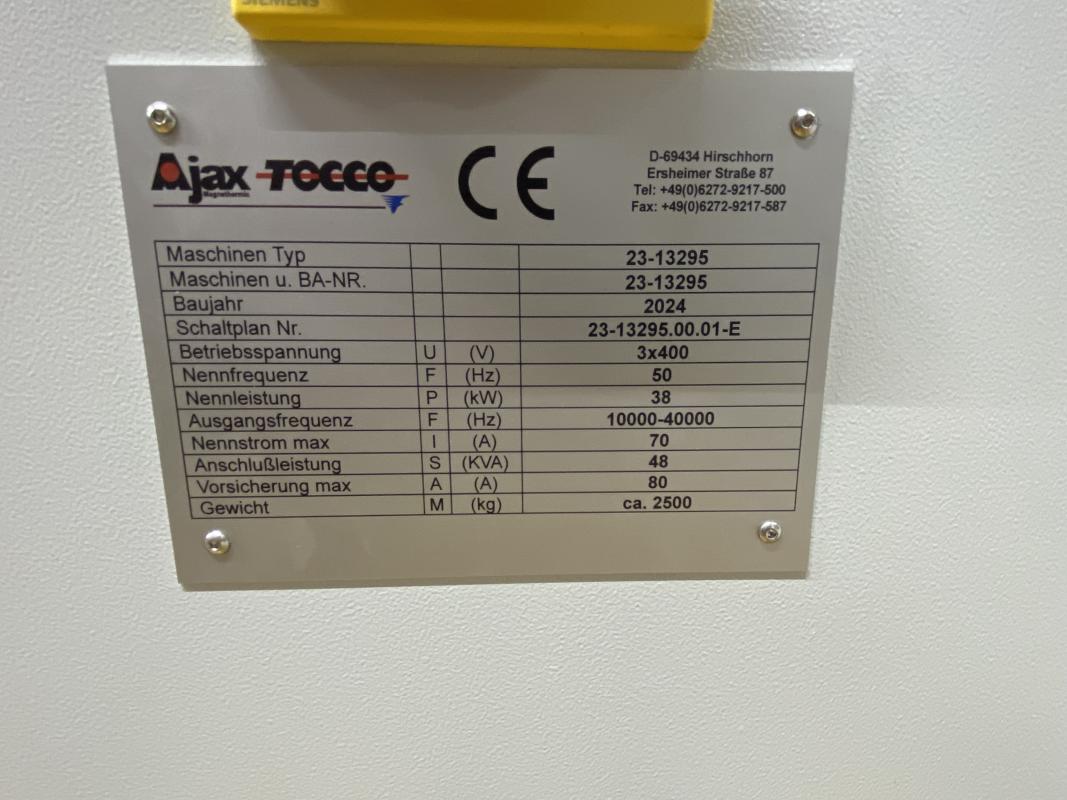 SIEMENS
Ajax TOCCO
Magnethermic
CE
D-69434 Hirschhorn
Ersheimer Straße 87
Tel: +49(0)6272-9217-500
Fax: +49(0)6272-9217-587
Maschinen Typ 23-13295
Maschinen u. BA-NR. 23-13295
Baujahr 2024
Schaltplan Nr. 23-13295.00.01-E
Betriebsspannung U (V) 3x400
Nennfrequenz F (Hz) 50
Nennleistung P (kW) 38
Ausgangsfrequenz F (Hz) 10000-40000
Nennstrom max I (A) 70
Anschlußleistung S (KVA) 48
Vorsicherung max A (A) 80
Gewicht M (kg) ca. 2500